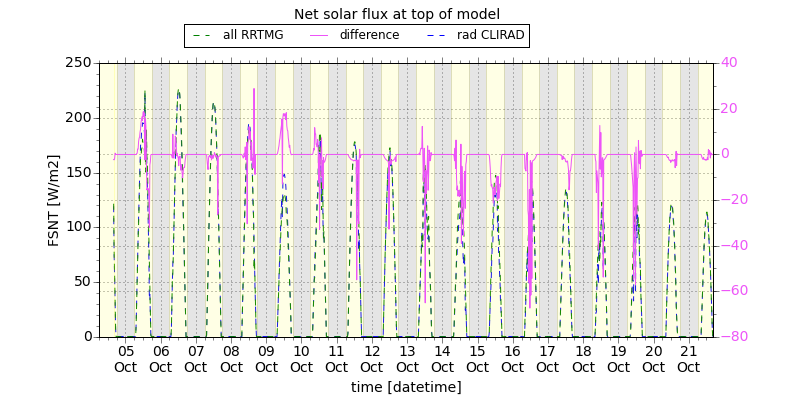 Net solar flux at top of model
all RRTMG difference rad CLIRAD
250 40
200 20
150 0
100 -20
50 -40
0 -60
-80
FSNT [W/m2]
05 06 07 08 09 10 11 12 13 14 15 16 17 18 19 20 21
Oct Oct Oct Oct Oct Oct Oct Oct Oct Oct Oct Oct Oct Oct Oct Oct Oct
time [datetime]